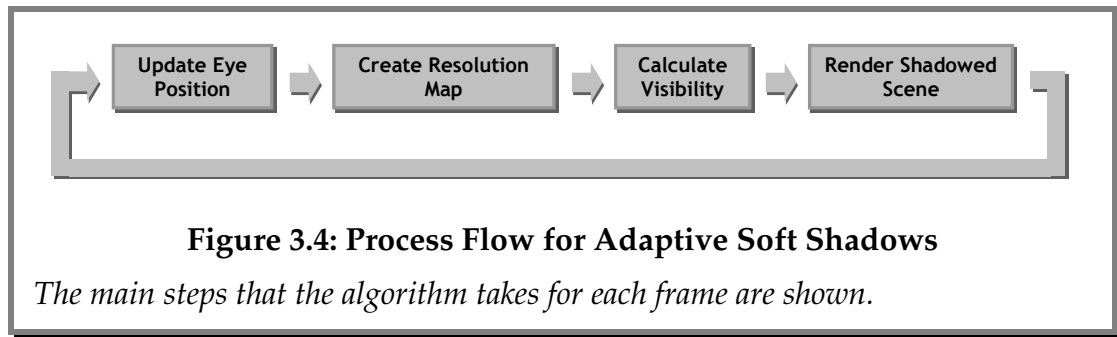 Update Eye
Position
Create Resolution
Map
Calculate
Visibility
Render Shadowed
Scene
Figure 3.4: Process Flow for Adaptive Soft Shadows
The main steps that the algorithm takes for each frame are shown.